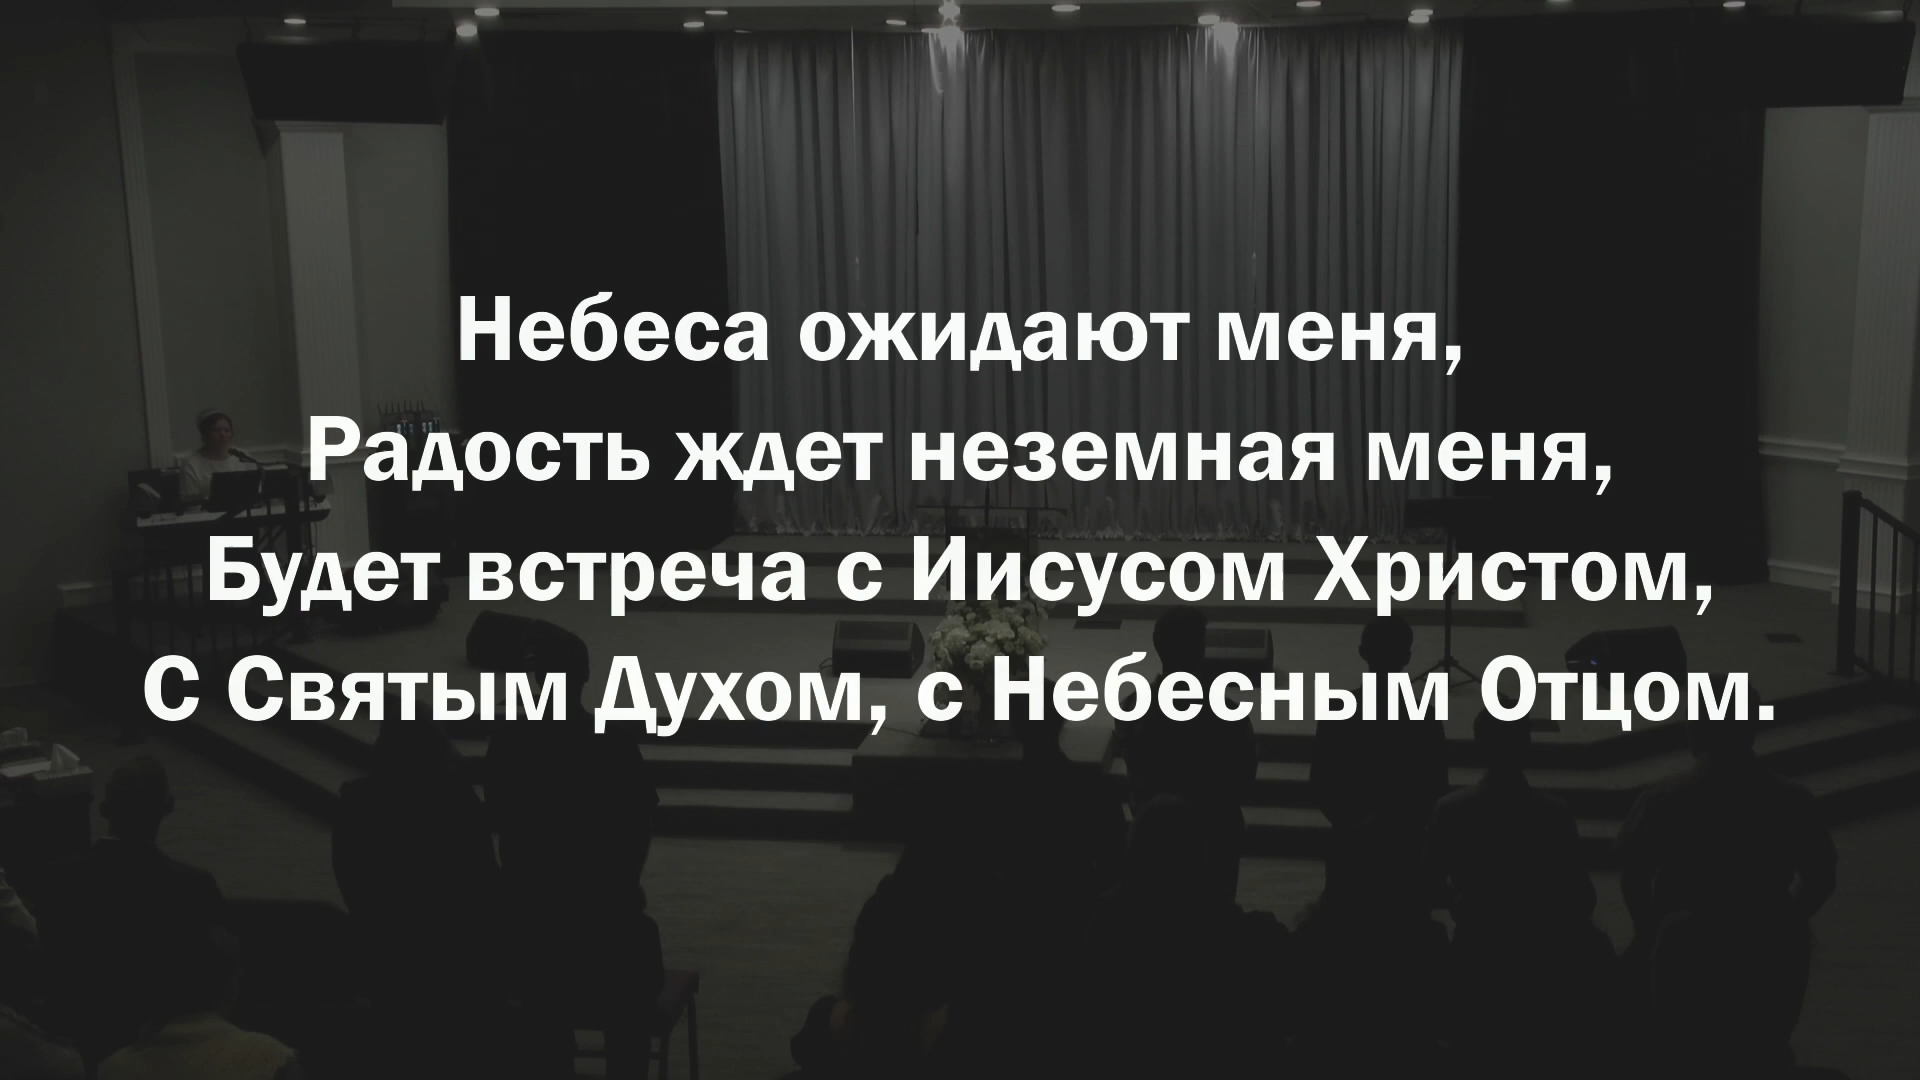 Небеса ожидают меня,
Радость ждет неземная меня,
Будет встреча с Иисусом Христом,
С Святым Духом, с Небесным Отцом.